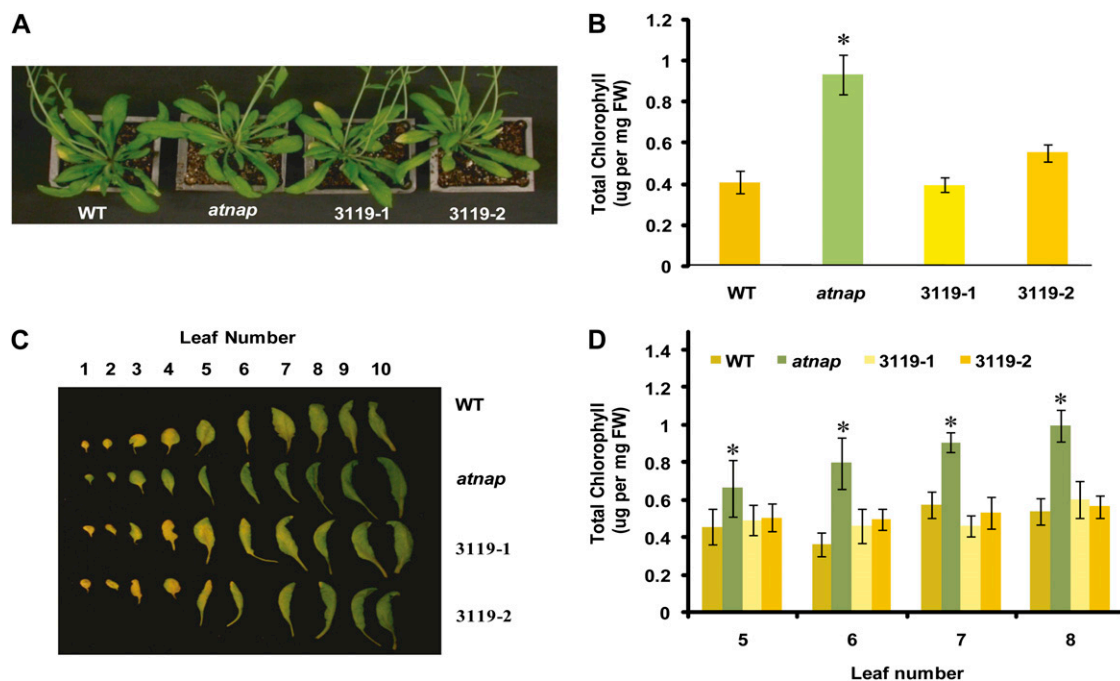 A
WT
atnap
3119-1
3119-2
B
Total Chlorophyll
(ug per mg FW)
1.2
1
0.8
0.6
0.4
0.2
0
*
WT
atnap
3119-1
3119-2
C
Leaf Number
1 2 3 4 5 6 7 8 9 10
WT
atnap
3119-1
3119-2
D
Total Chlorophyll
(ug per mg FW)
1.4
1.2
1
0.8
0.6
0.4
0.2
0
WT atnap 3119-1 3119-2
* * * *
5 6 7 8
Leaf number